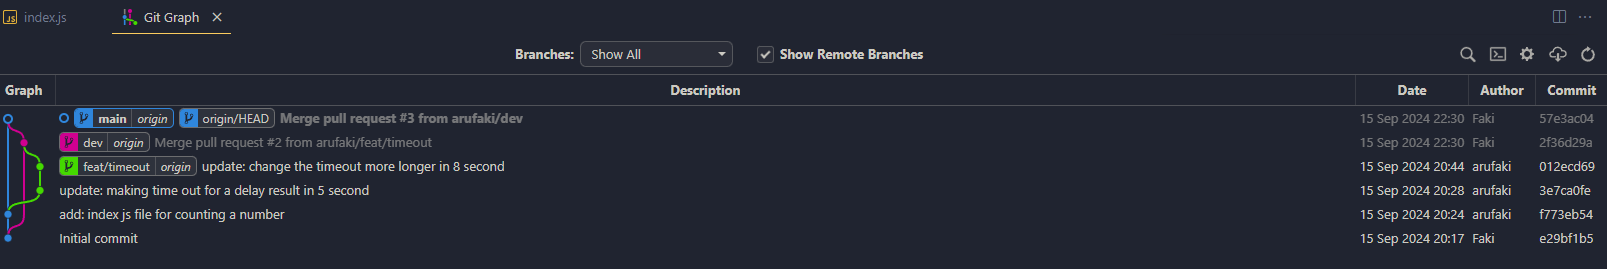 JS index.js Git Graph
Branches: Show All Show Remote Branches
Graph Description Date Author Commit
main origin origin/HEAD Merge pull request #3 from arufaki/dev 15 Sep 2024 22:30 Faki 57e3ac04
dev origin Merge pull request #2 from arufaki/feat/timeout 15 Sep 2024 22:30 Faki 2f36d29a
feat/timeout origin update: change the timeout more longer in 8 second 15 Sep 2024 20:44 arufaki 012ecd69
update: making time out for a delay result in 5 second 15 Sep 2024 20:28 arufaki 3e7ca0fe
add: index js file for counting a number 15 Sep 2024 20:24 arufaki f773eb54
Initial commit 15 Sep 2024 20:17 Faki e29bf1b5